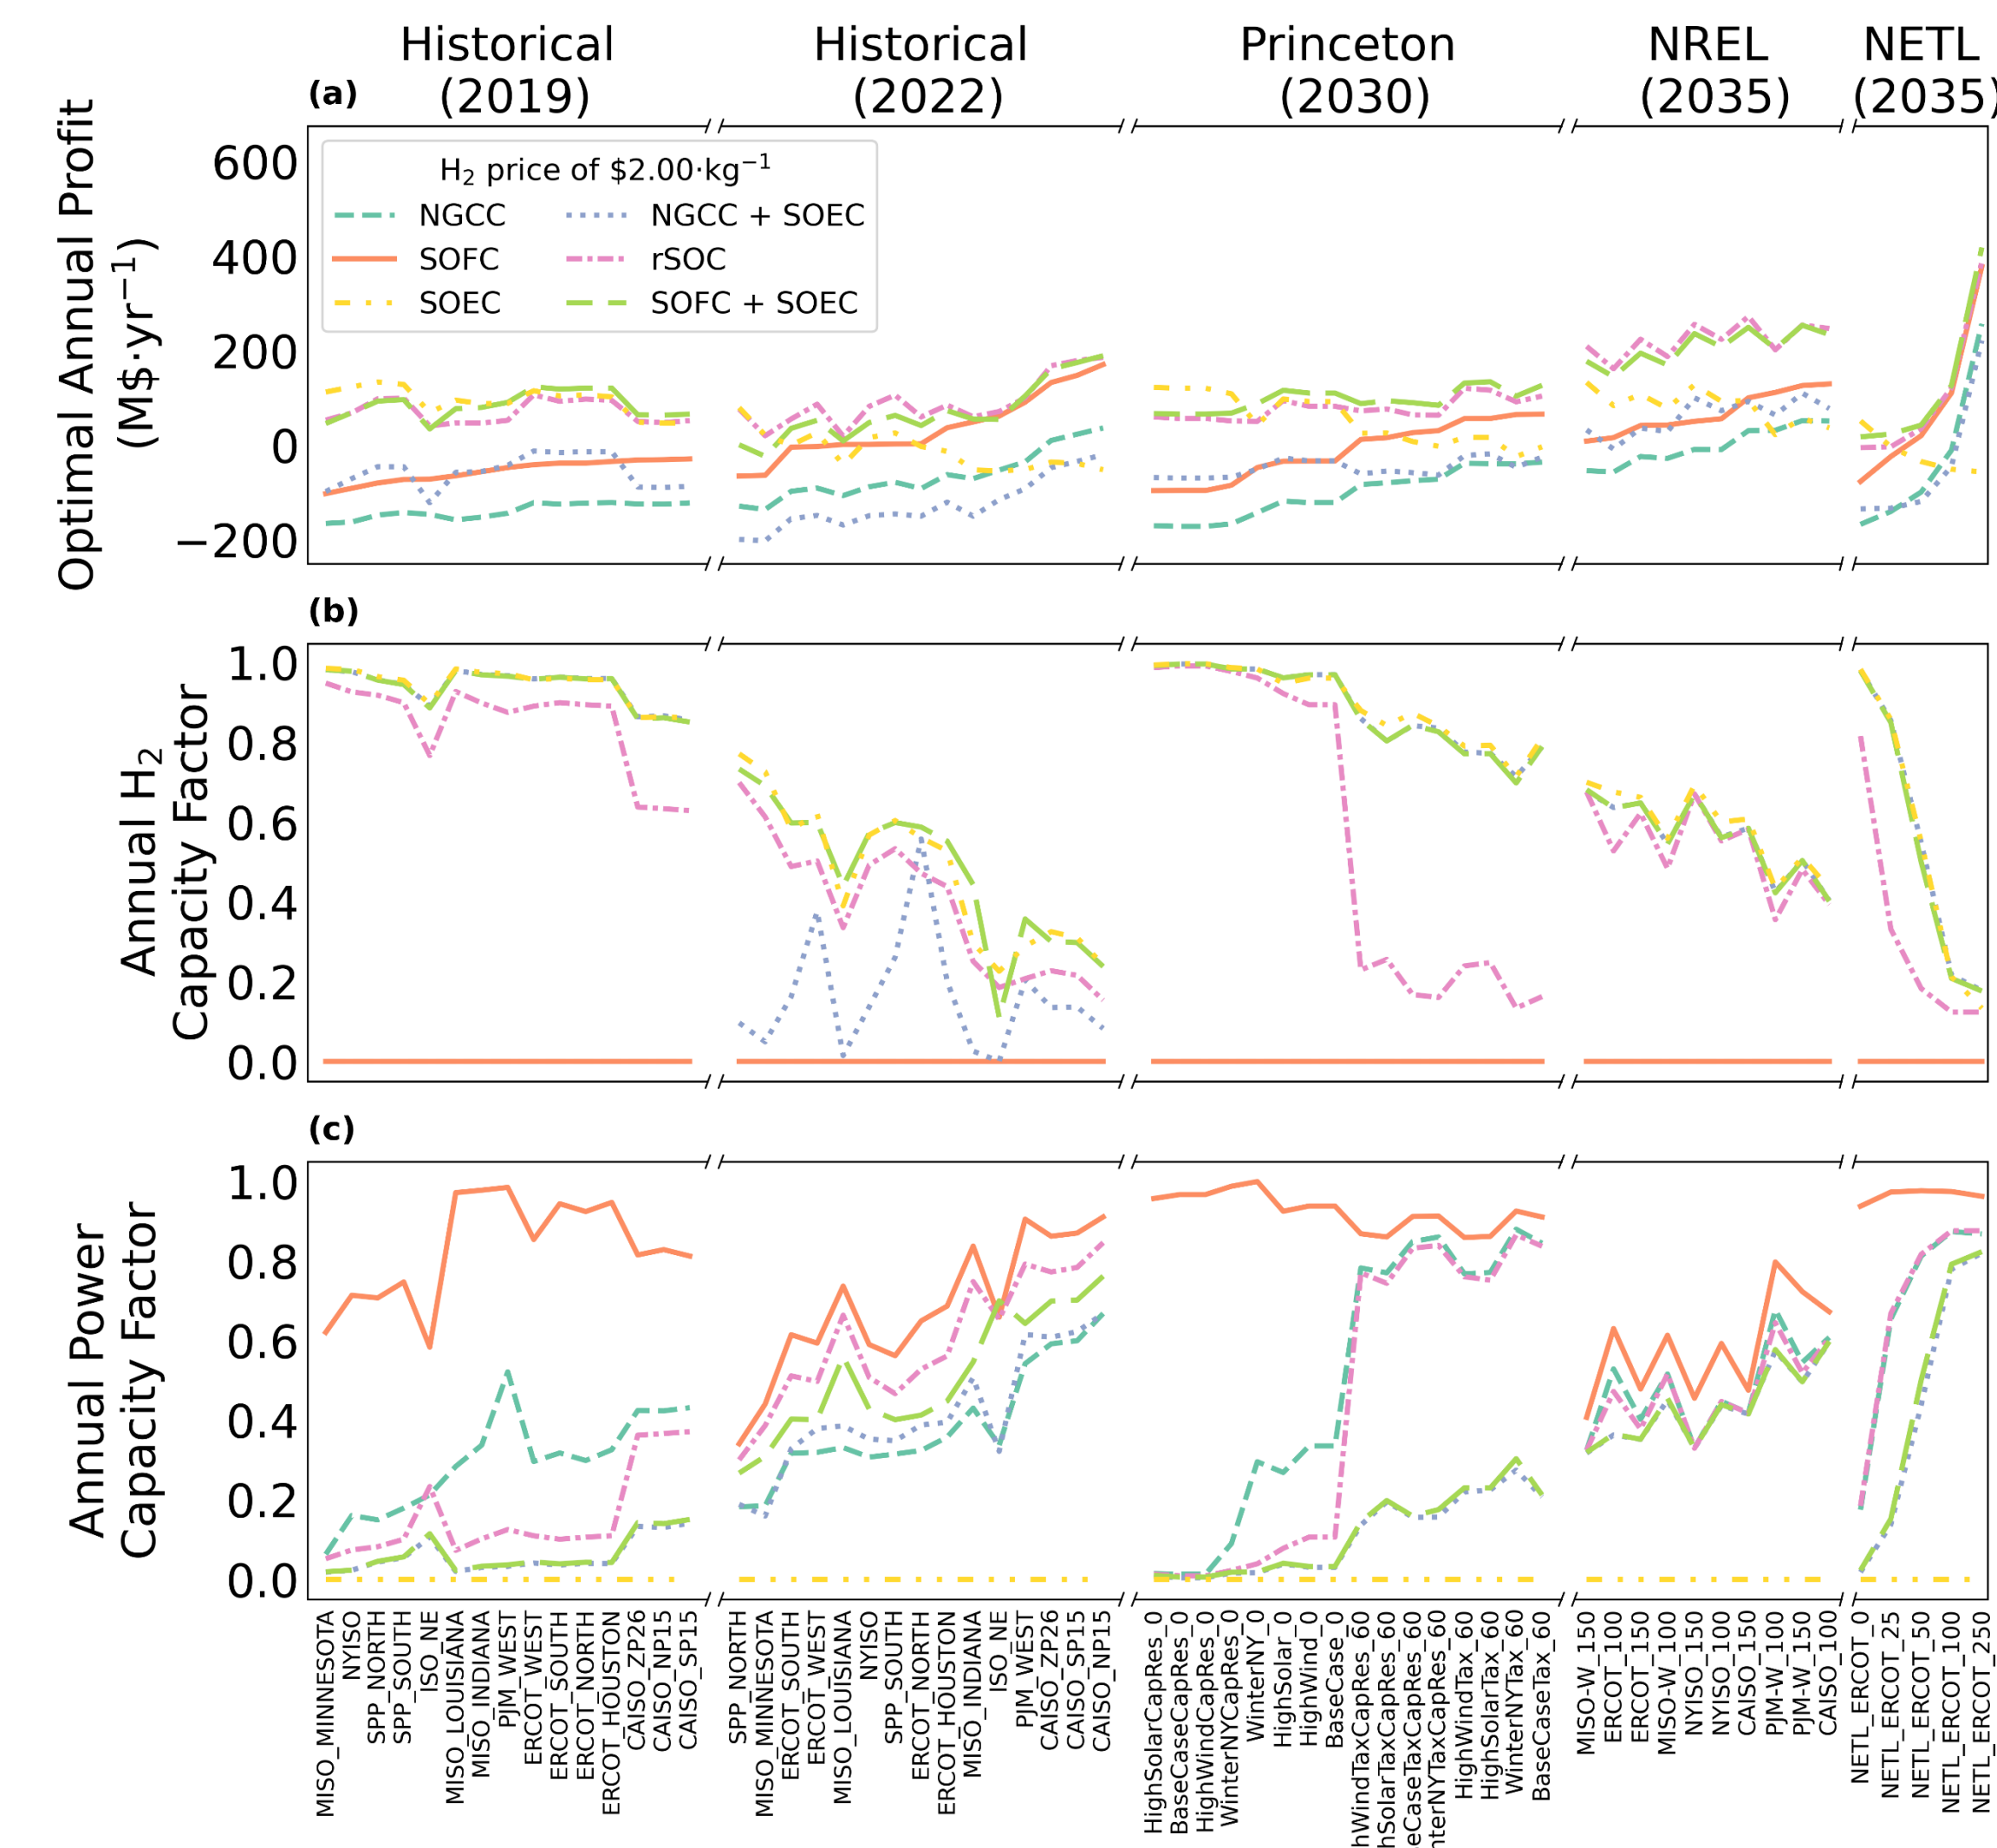 Historical
(2019)
Historical
(2022)
Princeton
(2030)
NREL
(2035)
NETL
(2035)
(a)
Optimal Annual Profit
(M$·yr⁻¹)
600
400
200
0
−200
H₂ price of $2.00·kg⁻¹
NGCC
SOFC
SOEC
NGCC + SOEC
rSOC
SOFC + SOEC
(b)
Annual H₂
Capacity Factor
1.0
0.8
0.6
0.4
0.2
0.0
(c)
Annual Power
Capacity Factor
1.0
0.8
0.6
0.4
0.2
0.0
MISO_MINNESOTA
NYISO
SPP_NORTH
SPP_SOUTH
ISO_NE
MISO_LOUISIANA
MISO_INDIANA
PJM_WEST
ERCOT_WEST
ERCOT_SOUTH
ERCOT_NORTH
ERCOT_HOUSTON
CAISO_ZP26
CAISO_NP15
CAISO_SP15
SPP_NORTH
MISO_MINNESOTA
ERCOT_SOUTH
ERCOT_WEST
MISO_LOUISIANA
NYISO
SPP_SOUTH
ERCOT_NORTH
ERCOT_HOUSTON
MISO_INDIANA
ISO_NE
PJM_WEST
CAISO_ZP26
CAISO_SP15
CAISO_NP15
HighSolarCapRes_0
BaseCaseCapRes_0
HighWindCapRes_0
WinterNYCapRes_0
WinterNY_0
HighSolar_0
HighWind_0
BaseCase_0
hWindTaxCapRes_60
hSolarTaxCapRes_60
eCaseTaxCapRes_60
nterNYTaxCapRes_60
HighWindTax_60
HighSolarTax_60
WinterNYTax_60
BaseCaseTax_60
MISO-W_150
ERCOT_100
ERCOT_150
MISO-W_100
NYISO_150
NYISO_100
CAISO_150
PJM-W_100
PJM-W_150
CAISO_100
NETL_ERCOT_0
NETL_ERCOT_25
NETL_ERCOT_50
NETL_ERCOT_100
NETL_ERCOT_250